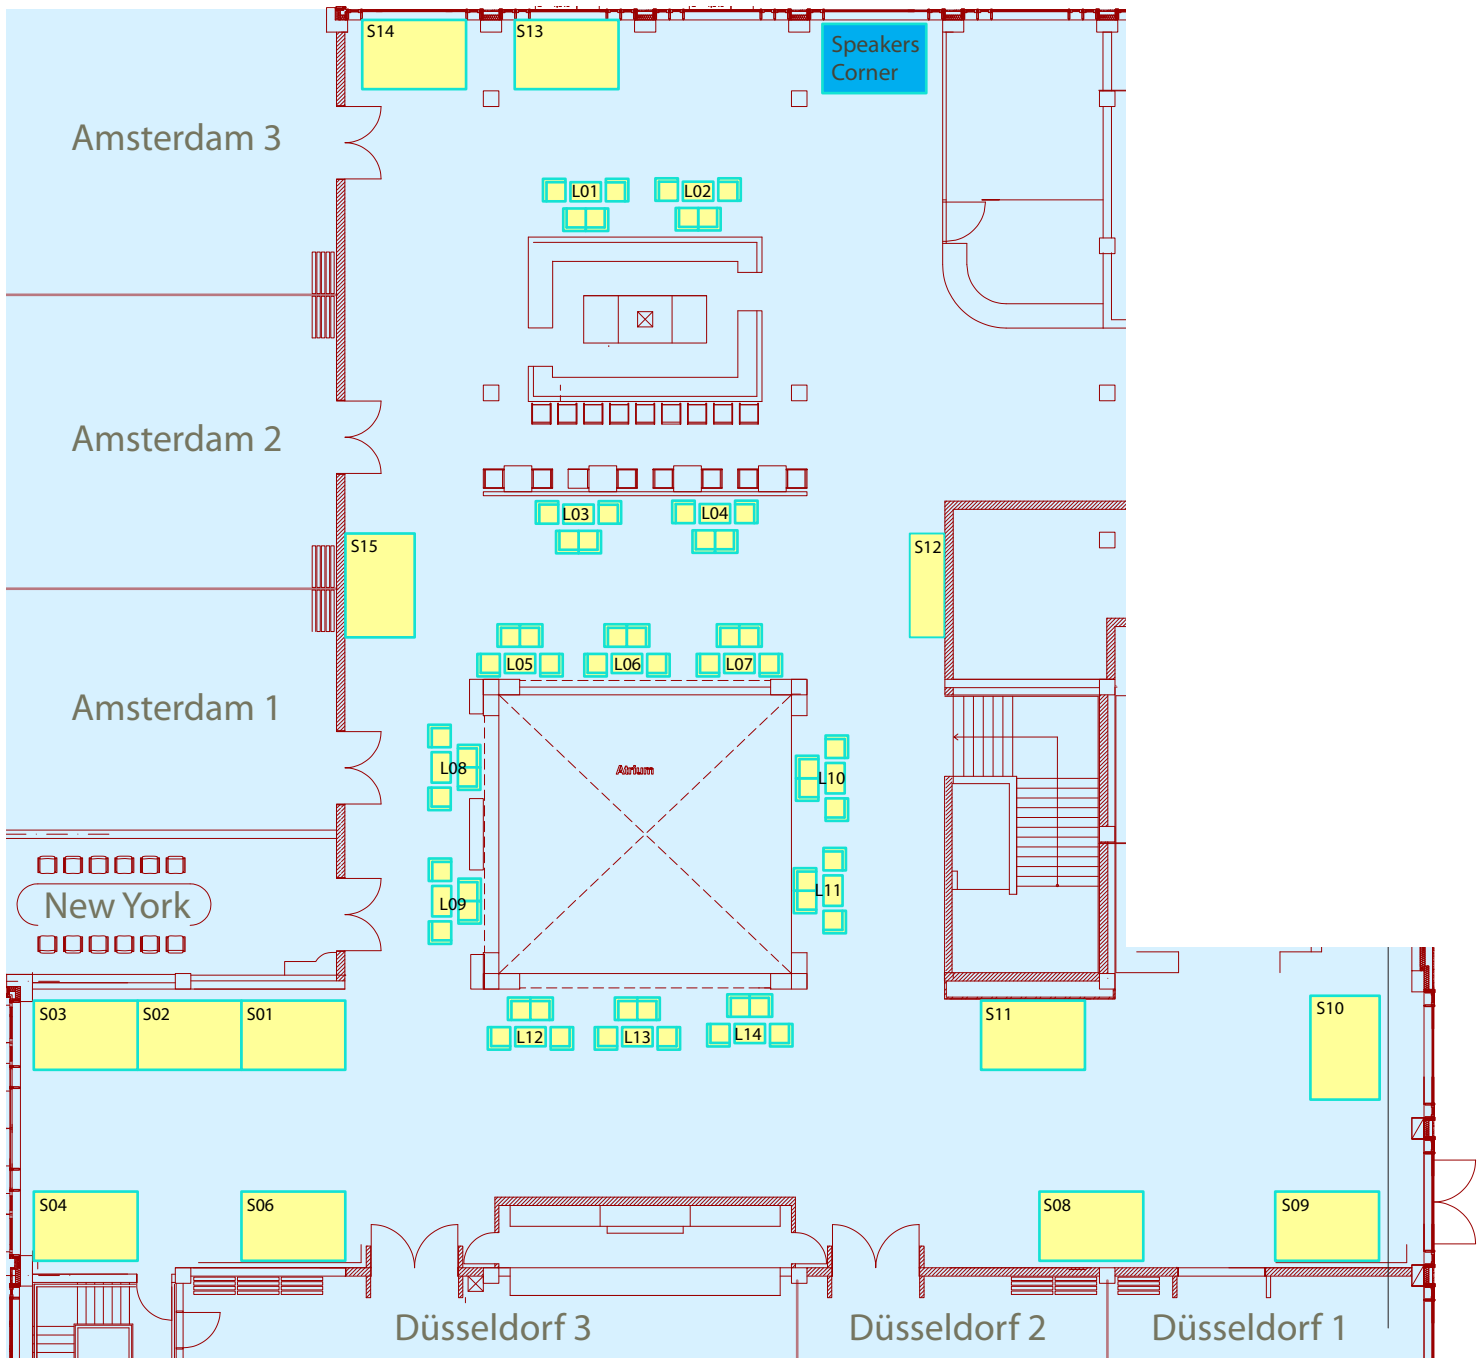 S14
S13
Speakers
Corner
Amsterdam 3
L01
L02
Amsterdam 2
L03
L04
S15
S12
L05
L06
L07
Amsterdam 1
L08
Atrium
L10
New York
L09
L11
S03
S02
S01
S11
S10
L12
L13
L14
S04
S06
S08
S09
Düsseldorf 3
Düsseldorf 2
Düsseldorf 1